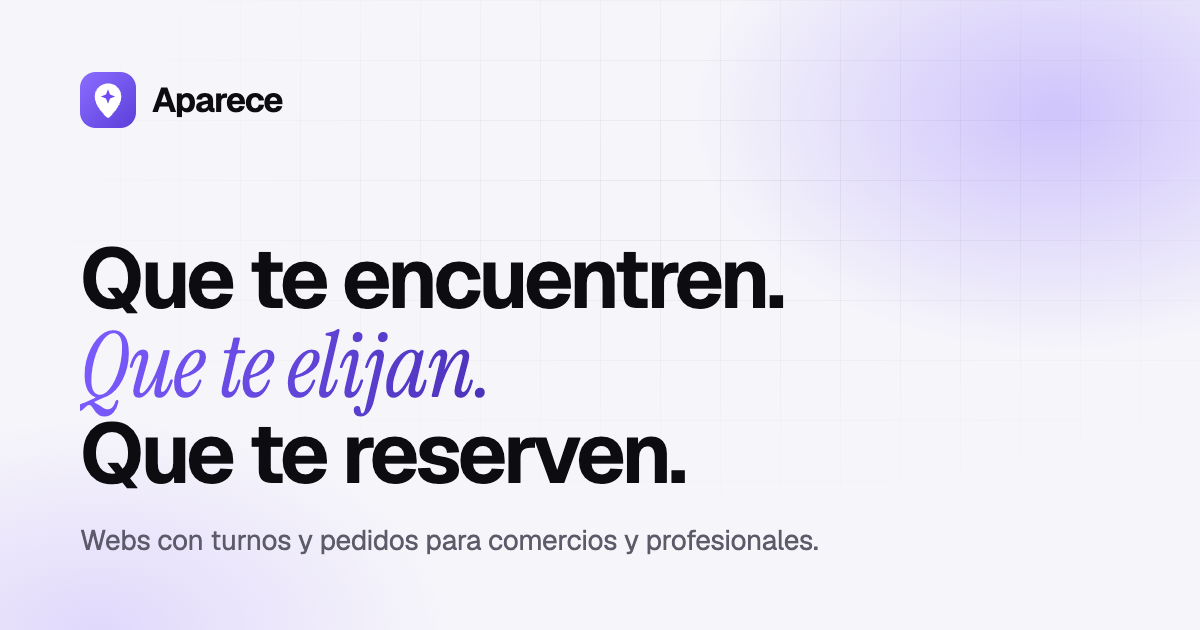 Aparece
Que te encuentren.
Que te elijan.
Que te reserven.
Webs con turnos y pedidos para comercios y profesionales.